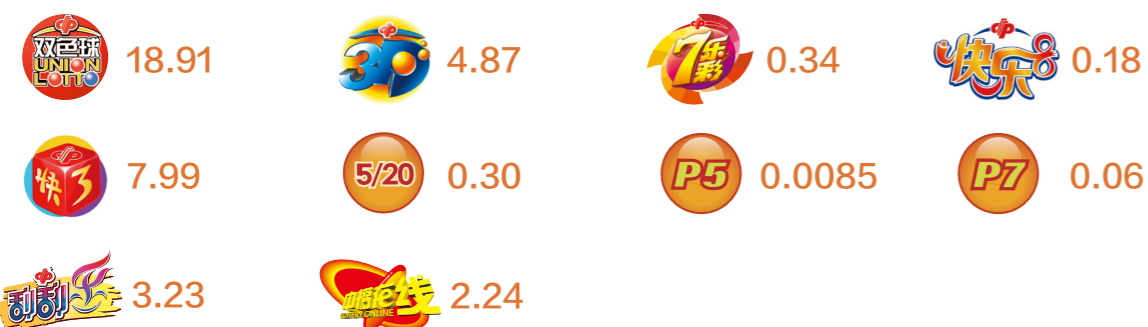 双色球 UNION LOTTO 18.91
3D 4.87
7乐彩 0.34
快乐8 0.18
快3 7.99
5/20 0.30
P5 0.0085
P7 0.06
刮刮乐 3.23
中福在线 ONLINE 2.24